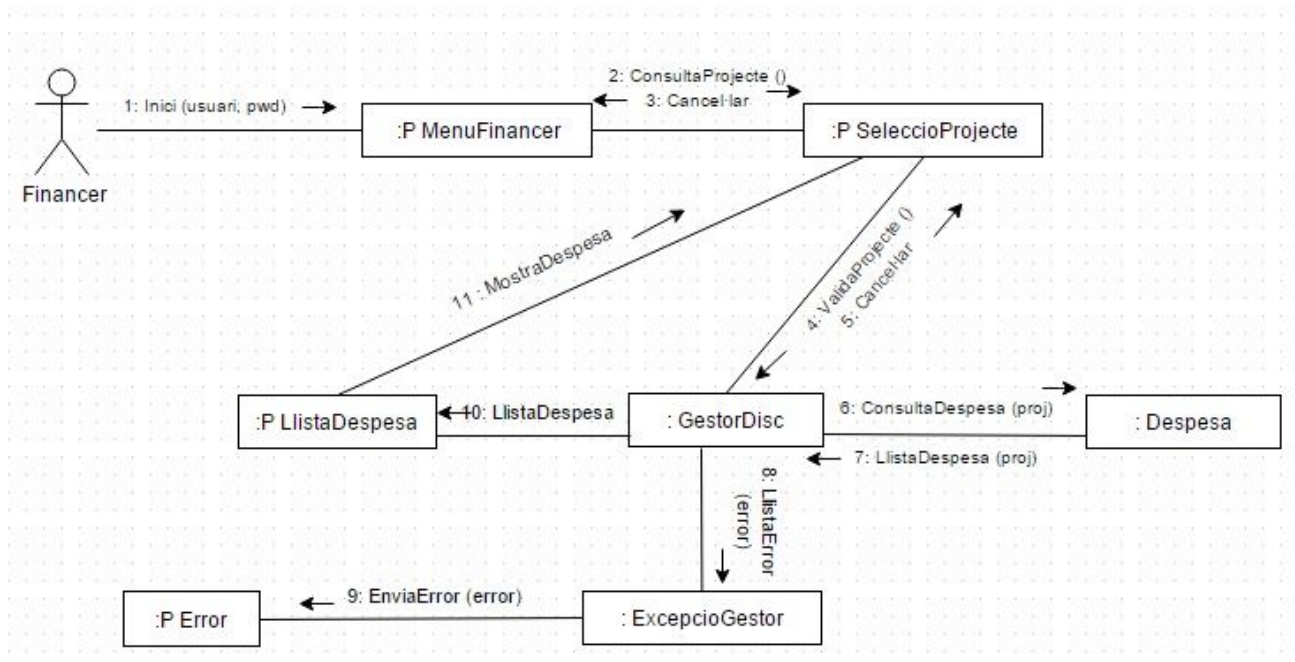 2: ConsultaProjecte ()
3: Cancel·lar
1: Inici (usuari, pwd)
:P MenuFinancer
:P SeleccioProjecte
Financer
11 : MostraDespesa
4: ValidaProjecte ()
5: Cancel·lar
:P LlistaDespesa
10: LlistaDespesa
: GestorDisc
6: ConsultaDespesa (proj)
: Despesa
7: LlistaDespesa (proj)
8: LlistaError
(error)
9: EnviaError (error)
:P Error
: ExcepcioGestor